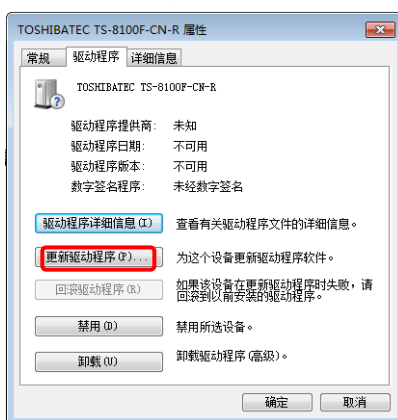 TOSHIBATEC TS-8100F-CN-R 属性
常规 驱动程序 详细信息
TOSHIBATEC TS-8100F-CN-R
驱动程序提供商: 未知
驱动程序日期: 不可用
驱动程序版本: 不可用
数字签名程序: 未经数字签名
驱动程序详细信息(I) 查看有关驱动程序文件的详细信息。
更新驱动程序(P)... 为这个设备更新驱动程序软件。
回滚驱动程序(R) 如果该设备在更新驱动程序时失败，请
回滚到以前安装的驱动程序。
禁用(D) 禁用所选设备。
卸载(U) 卸载驱动程序(高级)。
确定 取消